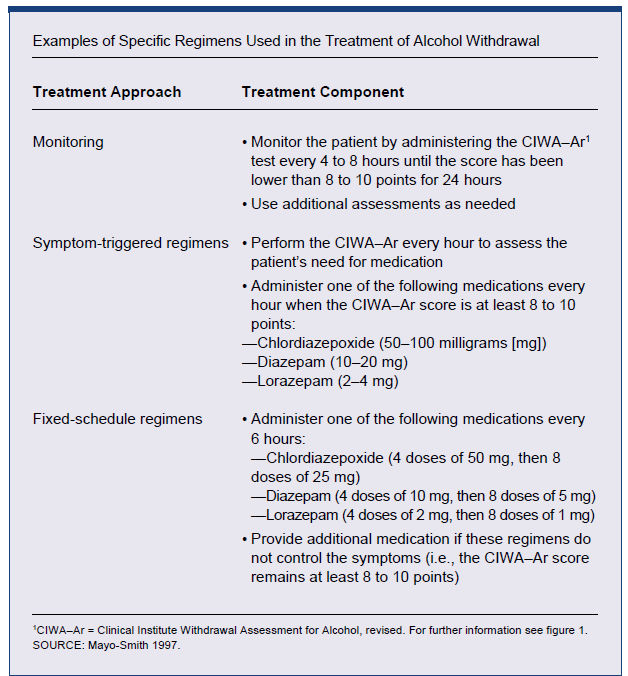 Examples of Specific Regimens Used in the Treatment of Alcohol Withdrawal
Treatment Approach Treatment Component
Monitoring • Monitor the patient by administering the CIWA–Ar¹
test every 4 to 8 hours until the score has been
lower than 8 to 10 points for 24 hours
• Use additional assessments as needed
Symptom-triggered regimens • Perform the CIWA–Ar every hour to assess the
patient’s need for medication
• Administer one of the following medications every
hour when the CIWA–Ar score is at least 8 to 10
points:
—Chlordiazepoxide (50–100 milligrams [mg])
—Diazepam (10–20 mg)
—Lorazepam (2–4 mg)
Fixed-schedule regimens • Administer one of the following medications every
6 hours:
—Chlordiazepoxide (4 doses of 50 mg, then 8
doses of 25 mg)
—Diazepam (4 doses of 10 mg, then 8 doses of 5 mg)
—Lorazepam (4 doses of 2 mg, then 8 doses of 1 mg)
• Provide additional medication if these regimens do
not control the symptoms (i.e., the CIWA–Ar score
remains at least 8 to 10 points)
¹CIWA–Ar = Clinical Institute Withdrawal Assessment for Alcohol, revised. For further information see figure 1.
SOURCE: Mayo-Smith 1997.